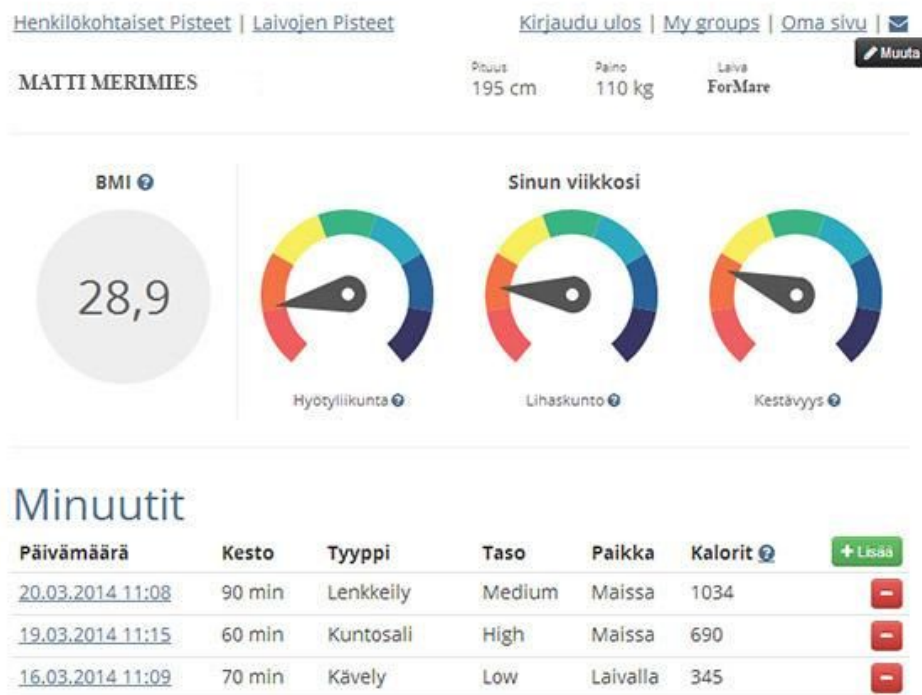 Henkilökohtaiset Pisteet | Laivojen Pisteet Kirjaudu ulos | My groups | Oma sivu |
Muuta
Pituus Paino Laiva
MATTI MERIMIES 195 cm 110 kg ForMare
BMI Sinun viikkosi
28,9
Hyötyliikunta Lihaskunto Kestävyys
Minuutit
Päivämäärä Kesto Tyyppi Taso Paikka Kalorit + Lisää
20.03.2014 11:08 90 min Lenkkeily Medium Maissa 1034
19.03.2014 11:15 60 min Kuntosali High Maissa 690
16.03.2014 11:09 70 min Kävely Low Laivalla 345